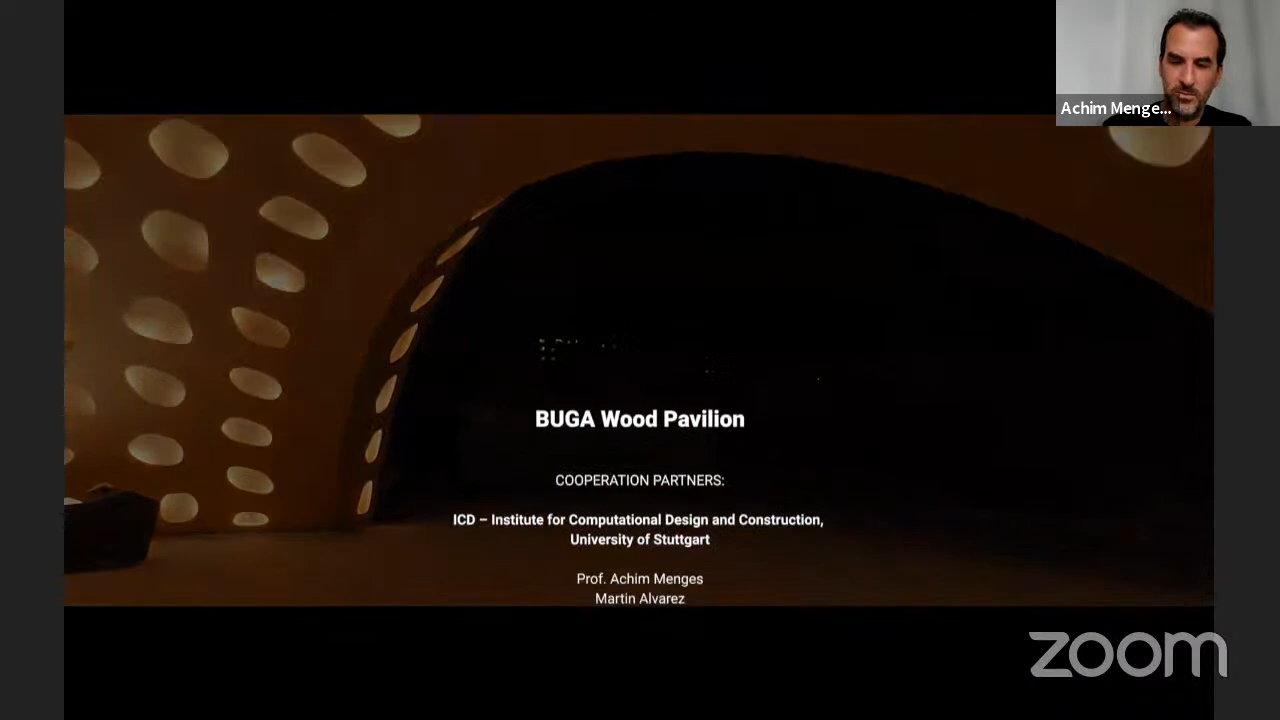 Achim Menge...
BUGA Wood Pavilion
COOPERATION PARTNERS:
ICD – Institute for Computational Design and Construction,
University of Stuttgart
Prof. Achim Menges
Martin Alvarez
zoom